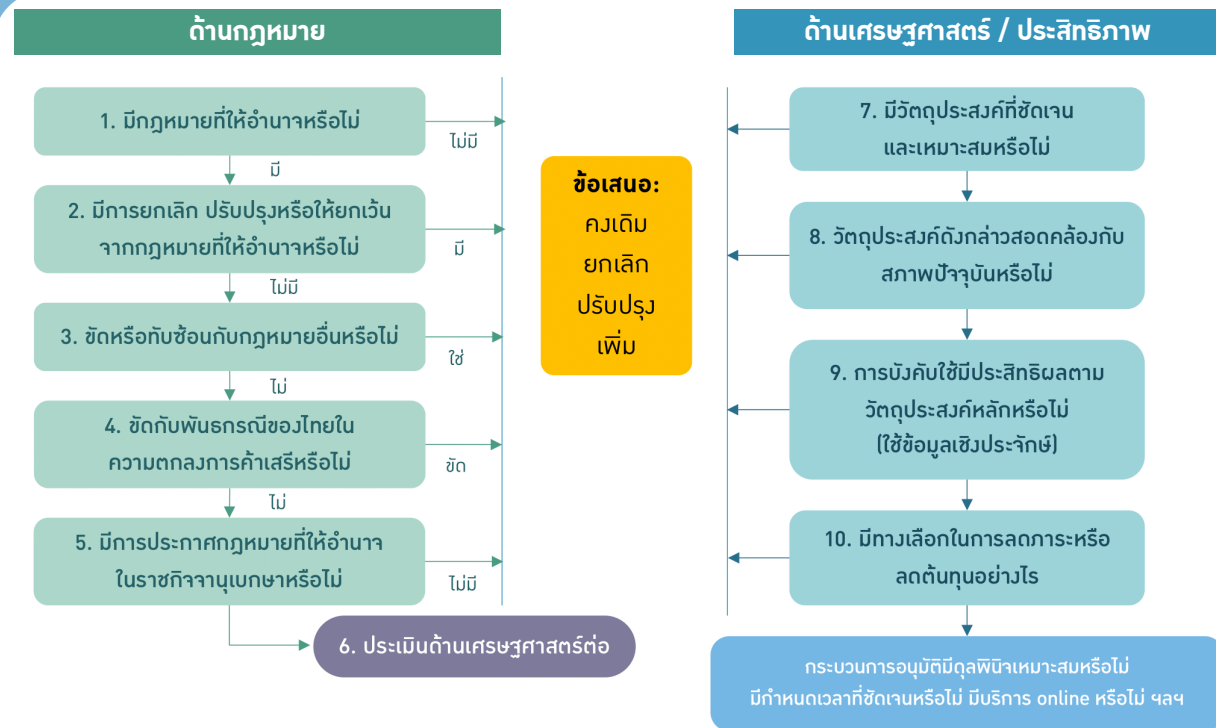 ด้านกฎหมาย
1. มีกฎหมายที่ให้อำนาจหรือไม่
ไม่มี
มี
2. มีการยกเลิก ปรับปรุงหรือให้ยกเว้น
จากกฎหมายที่ให้อำนาจหรือไม่
มี
ไม่มี
3. ขัดหรือทับซ้อนกับกฎหมายอื่นหรือไม่
ใช่
ไม่
4. ขัดกับพันธกรณีของไทยใน
ความตกลงการค้าเสรีหรือไม่
ขัด
ไม่
5. มีการประกาศกฎหมายที่ให้อำนาจ
ในราชกิจจานุเบกษาหรือไม่
ไม่มี
6. ประเมินด้านเศรษฐศาสตร์ต่อ
ข้อเสนอ:
คงเดิม
ยกเลิก
ปรับปรุง
เพิ่ม
ด้านเศรษฐศาสตร์ / ประสิทธิภาพ
7. มีวัตถุประสงค์ที่ชัดเจน
และเหมาะสมหรือไม่
8. วัตถุประสงค์ดังกล่าวสอดคล้องกับ
สภาพปัจจุบันหรือไม่
9. การบังคับใช้มีประสิทธิผลตาม
วัตถุประสงค์หลักหรือไม่
(ใช้ข้อมูลเชิงประจักษ์)
10. มีทางเลือกในการลดภาระหรือ
ลดต้นทุนอย่างไร
กระบวนการอนุมัติมีดุลพินิจเหมาะสมหรือไม่
มีกำหนดเวลาที่ชัดเจนหรือไม่ มีบริการ online หรือไม่ ฯลฯ